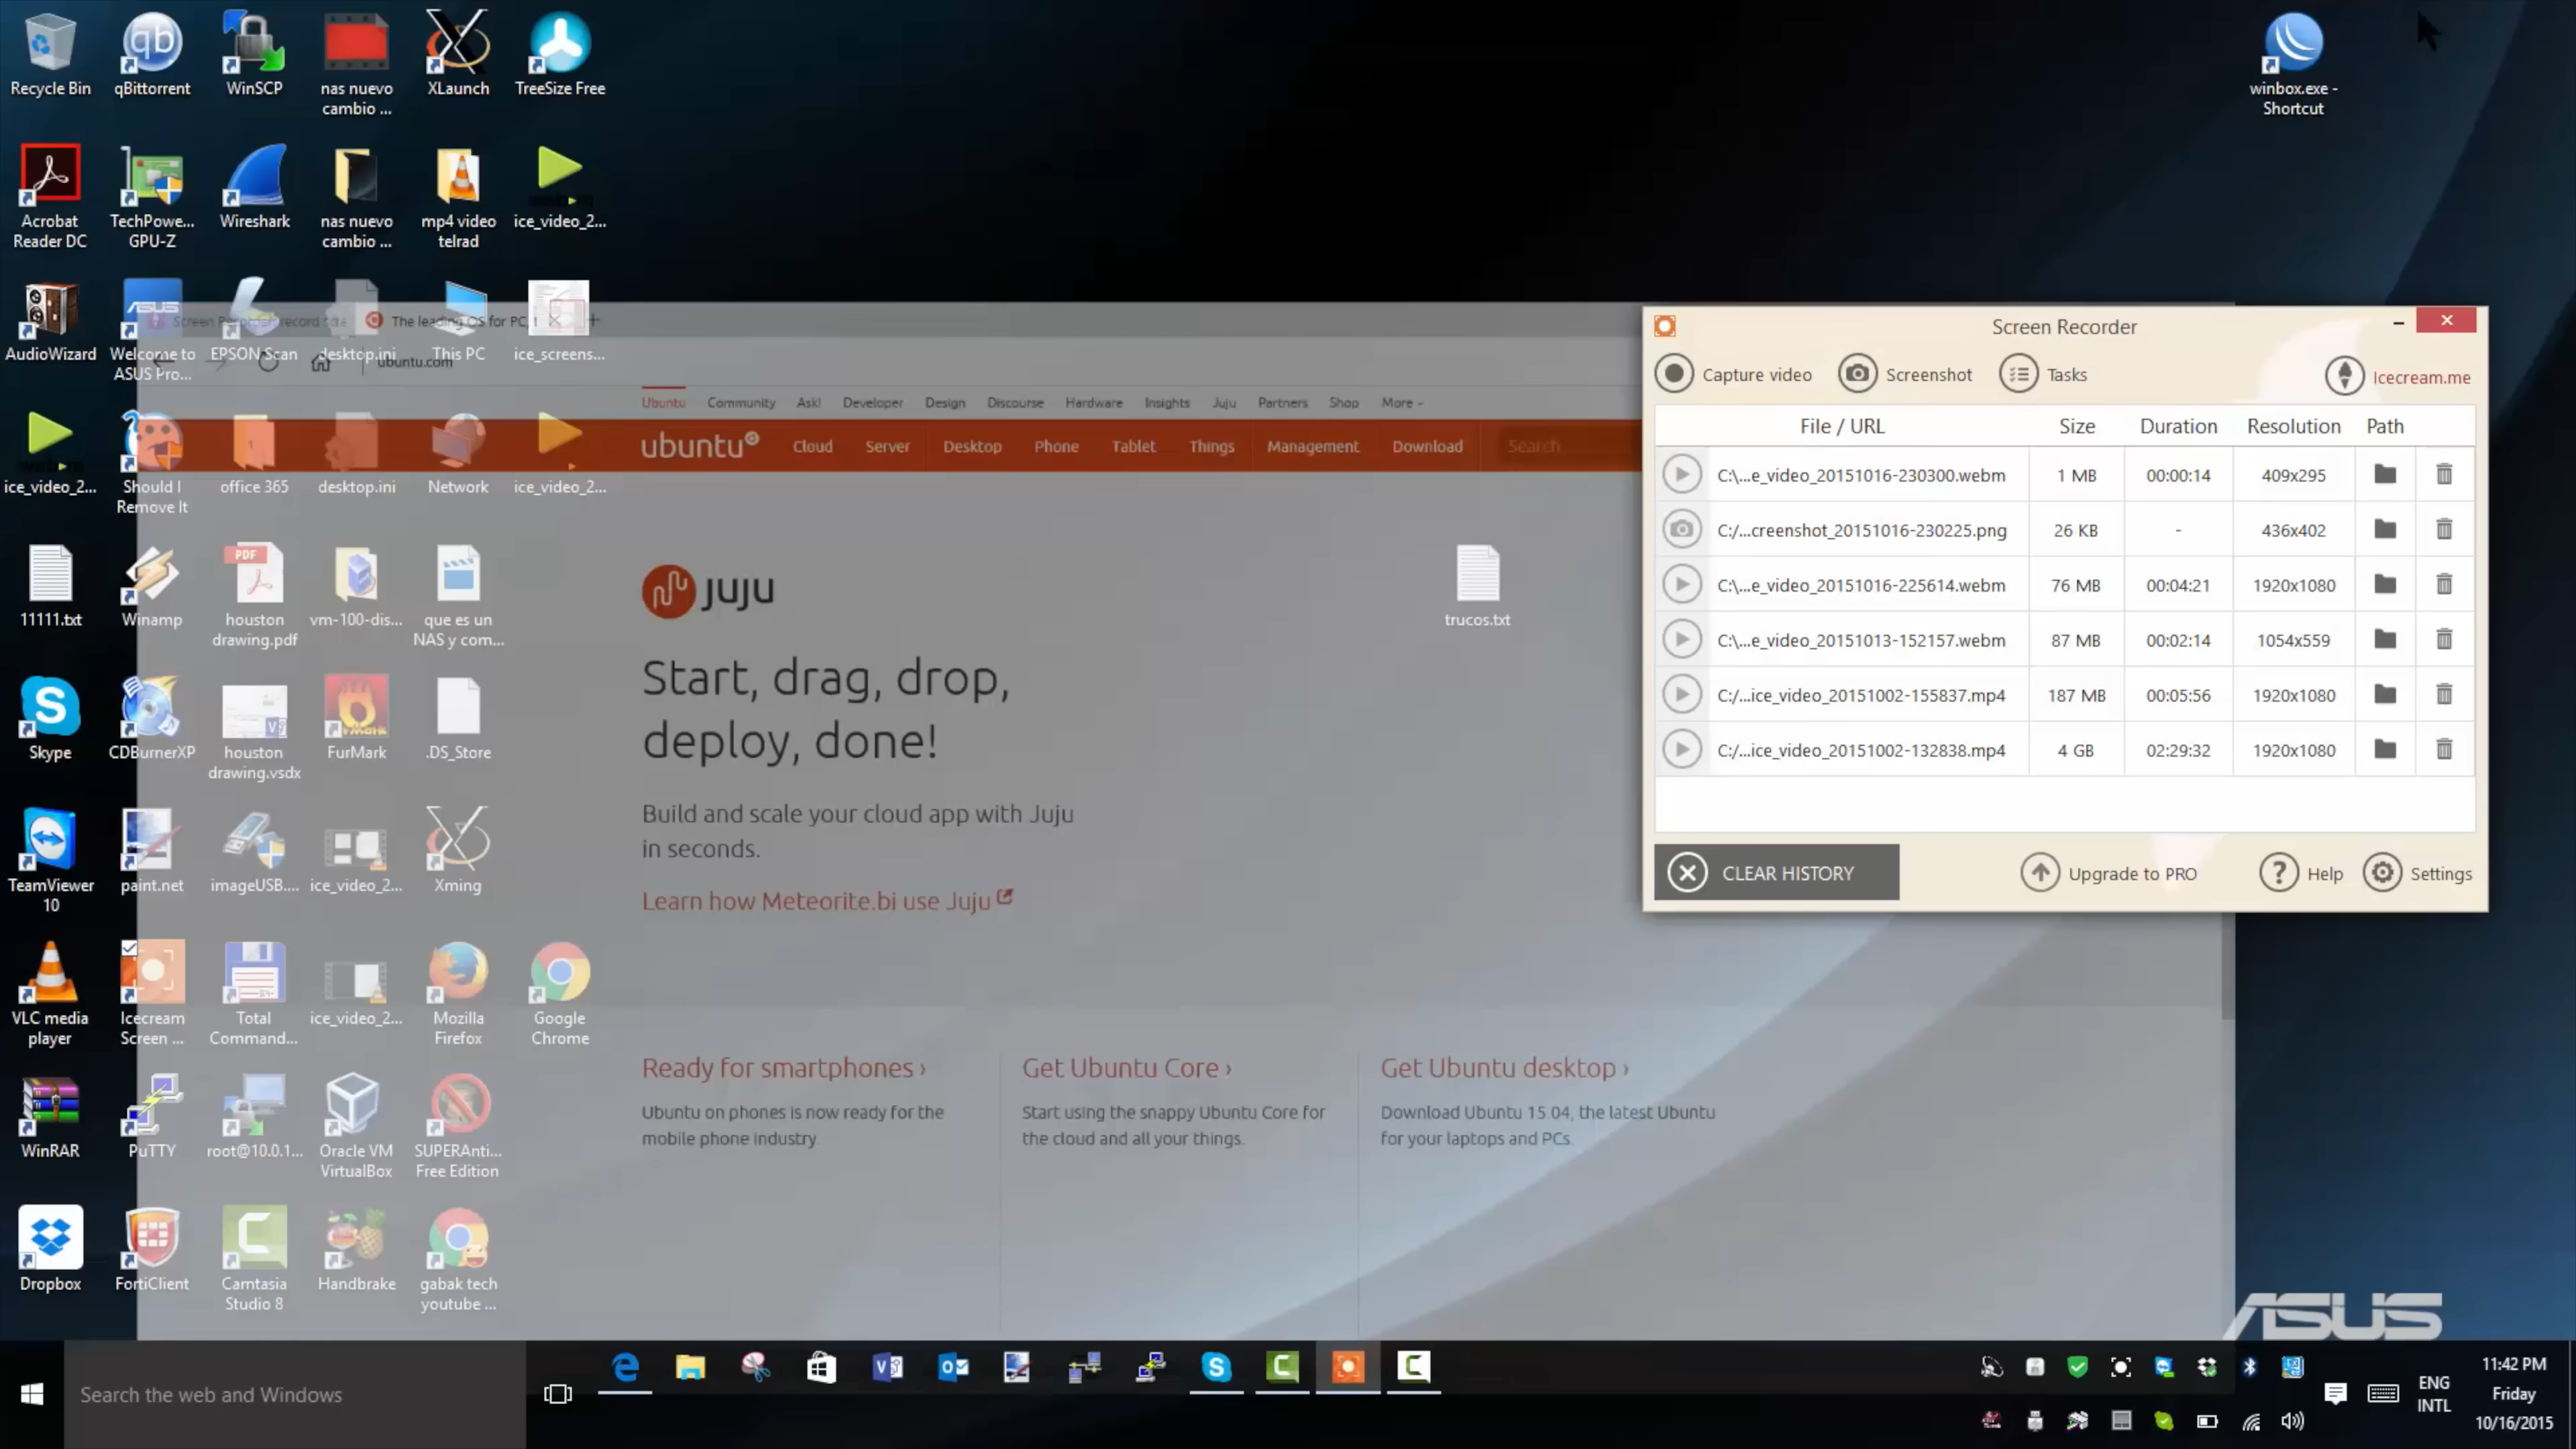 Recycle Bin
qBittorrent
WinSCP
nas nuevo
cambio ...
XLaunch
TreeSize Free
winbox.exe -
Shortcut
Acrobat
Reader DC
TechPowe...
GPU-Z
Wireshark
nas nuevo
cambio ...
mp4 video
telrad
ice_video_2...
AudioWizard
Welcome to
ASUS Pro...
EPSON Scan
desktop.ini
This PC
ice_screens...
The leading OS for PC, t
ubuntu.com
ice_video_2...
Should I
Remove It
office 365
desktop.ini
Network
ice_video_2...
Ubuntu Community Ask! Developer Design Discourse Hardware Insights Juju Partners Shop More
ubuntu Cloud Server Desktop Phone Tablet Things Management Download Search
11111.txt
Winamp
PDF
houston
drawing.pdf
vm-100-dis...
que es un
NAS y com...
juju
trucos.txt
Start, drag, drop,
deploy, done!
Skype
CDBurnerXP
houston
drawing.vsdx
FurMark
.DS_Store
Build and scale your cloud app with Juju
in seconds.
Learn how Meteorite.bi use Juju
TeamViewer
10
paint.net
imageUSB....
ice_video_2...
Xming
VLC media
player
Icecream
Screen ...
Total
Command...
ice_video_2...
Mozilla
Firefox
Google
Chrome
Ready for smartphones ›
Ubuntu on phones is now ready for the
mobile phone industry
Get Ubuntu Core ›
Start using the snappy Ubuntu Core for
the cloud and all your things.
Get Ubuntu desktop ›
Download Ubuntu 15.04, the latest Ubuntu
for your laptops and PCs.
WinRAR
PuTTY
root@10.0.1...
Oracle VM
VirtualBox
SUPERAnti...
Free Edition
Dropbox
FortiClient
Camtasia
Studio 8
Handbrake
gabak tech
youtube ...
Screen Recorder
Capture video Screenshot Tasks Icecream.me
File / URL Size Duration Resolution Path
C:\...e_video_20151016-230300.webm 1 MB 00:00:14 409x295
C:/...creenshot_20151016-230225.png 26 KB - 436x402
C:\...e_video_20151016-225614.webm 76 MB 00:04:21 1920x1080
C:\...e_video_20151013-152157.webm 87 MB 00:02:14 1054x559
C:/...ice_video_20151002-155837.mp4 187 MB 00:05:56 1920x1080
C:/...ice_video_20151002-132838.mp4 4 GB 02:29:32 1920x1080
CLEAR HISTORY Upgrade to PRO Help Settings
ASUS
Search the web and Windows
ENG
INTL
11:42 PM
Friday
10/16/2015